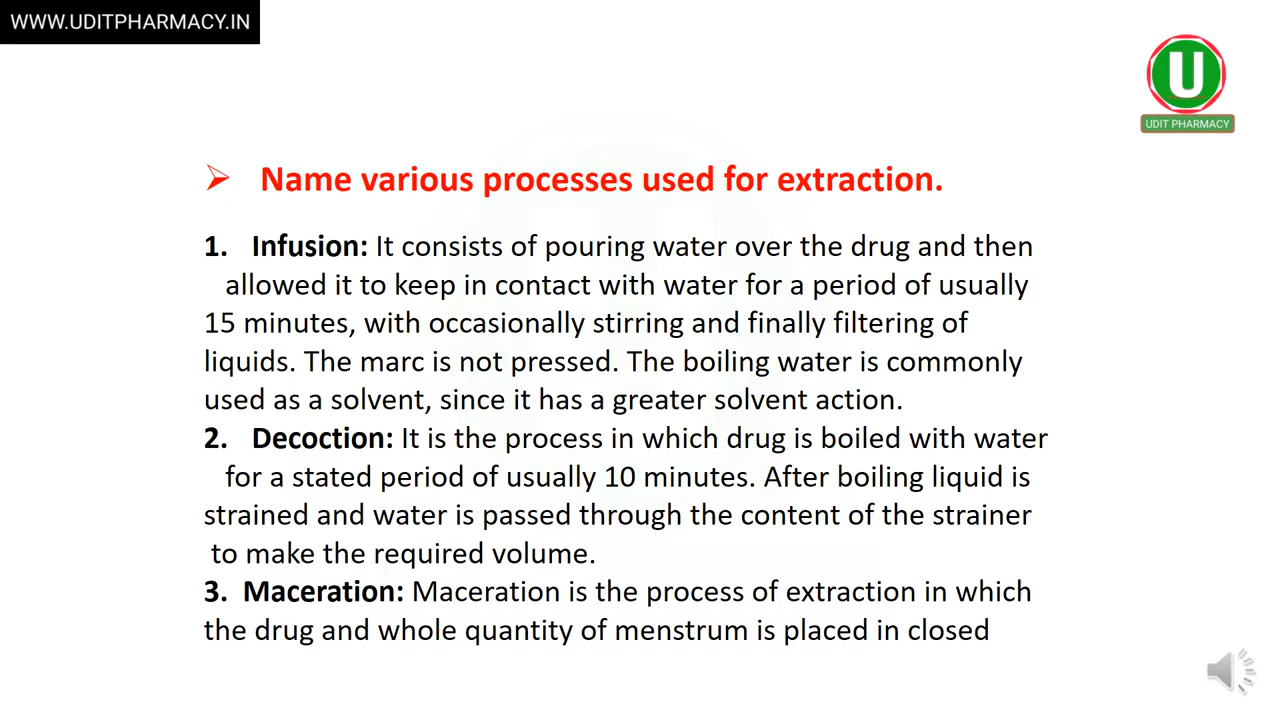 WWW.UDITPHARMACY.IN
U
UDIT PHARMACY
➢ Name various processes used for extraction.
1. Infusion: It consists of pouring water over the drug and then
allowed it to keep in contact with water for a period of usually
15 minutes, with occasionally stirring and finally filtering of
liquids. The marc is not pressed. The boiling water is commonly
used as a solvent, since it has a greater solvent action.
2. Decoction: It is the process in which drug is boiled with water
for a stated period of usually 10 minutes. After boiling liquid is
strained and water is passed through the content of the strainer
to make the required volume.
3. Maceration: Maceration is the process of extraction in which
the drug and whole quantity of menstrum is placed in closed